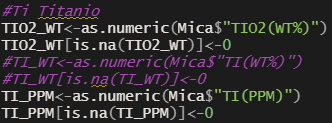 #Ti Titanio
TIO2_WT<-as.numeric(Mica$"TIO2(WT%)")
TIO2_WT[is.na(TIO2_WT)]<-0
#TI_WT<-as.numeric(Mica$"TI(WT%)")
#TI_WT[is.na(TI_WT)]<-0
TI_PPM<-as.numeric(Mica$"TI(PPM)")
TI_PPM[is.na(TI_PPM)]<-0